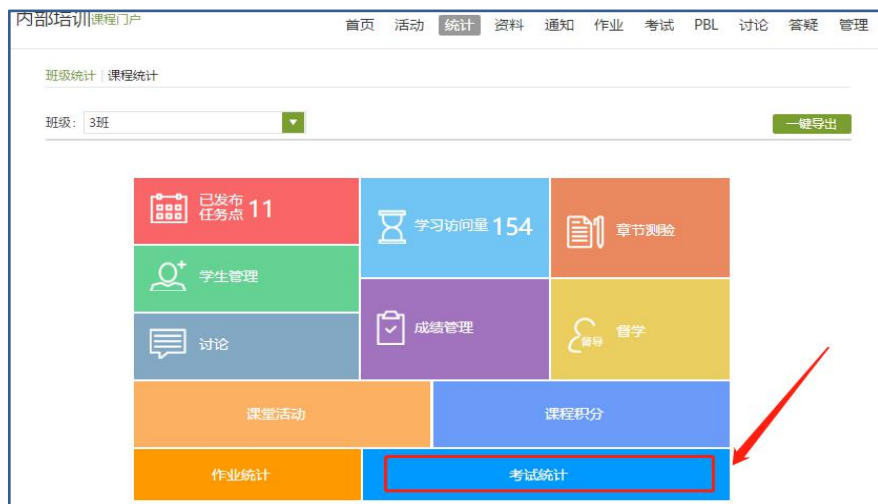 内部培训课程门户
首页 活动 统计 资料 通知 作业 考试 PBL 讨论 答疑 管理
班级统计|课程统计
班级: 3班
一键导出
已发布
任务点 11
学习访问量 154
章节测验
学生管理
讨论
成绩管理
督导
督学
课堂活动
课程积分
作业统计
考试统计